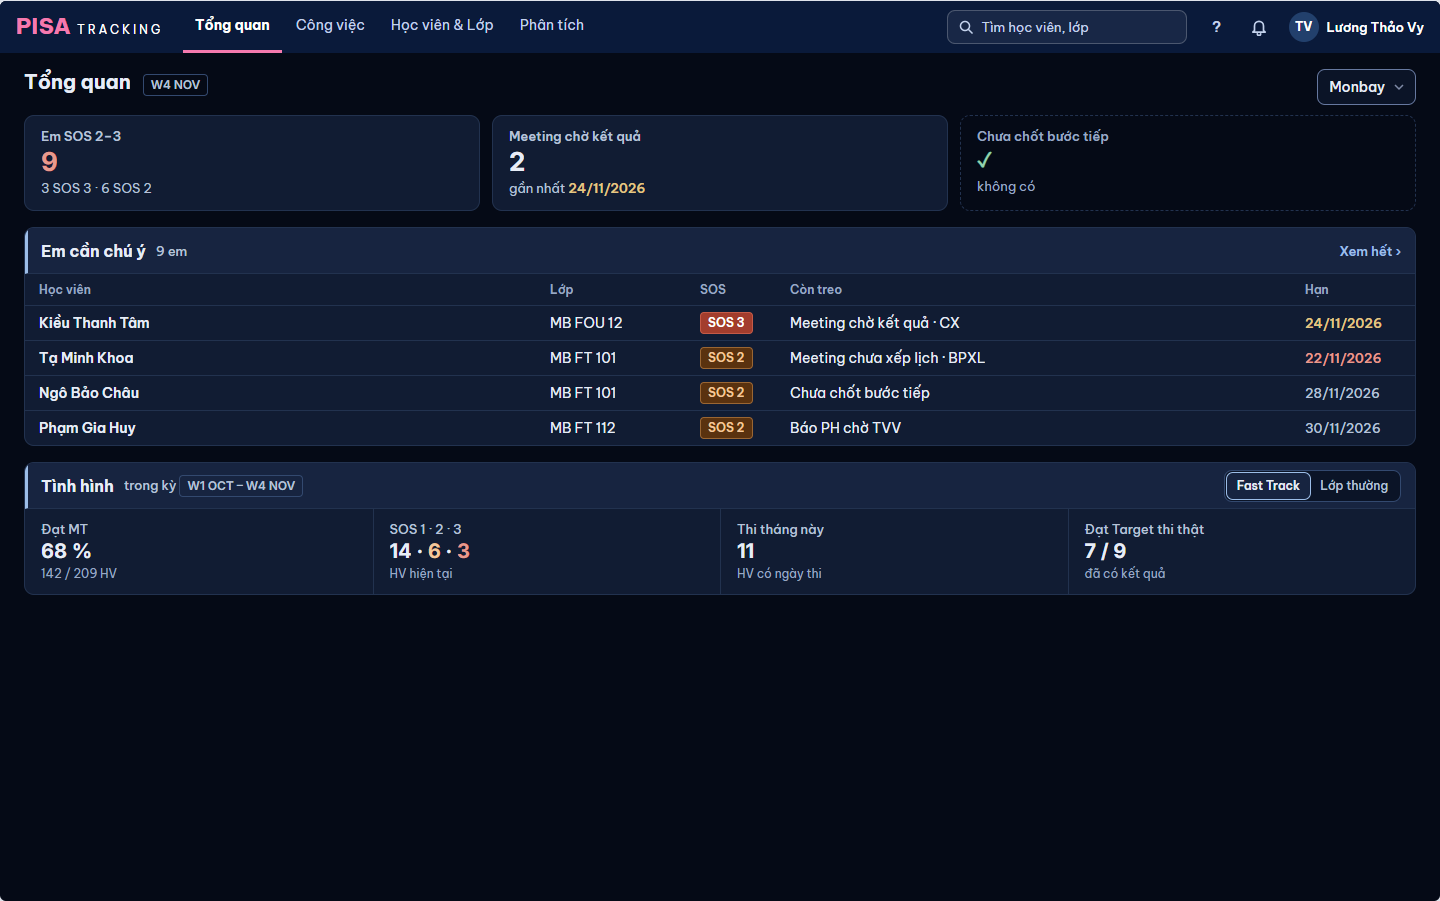 PISA TRACKING Tổng quan Công việc Học viên & Lớp Phân tích Tìm học viên, lớp ? TV Lương Thảo Vy
Tổng quan W4 NOV Monbay
Em SOS 2–3
9
3 SOS 3 · 6 SOS 2
Meeting chờ kết quả
2
gần nhất 24/11/2026
Chưa chốt bước tiếp
✓
không có
Em cần chú ý 9 em Xem hết ›
Học viên Lớp SOS Còn treo Hạn
Kiều Thanh Tâm MB FOU 12 SOS 3 Meeting chờ kết quả · CX 24/11/2026
Tạ Minh Khoa MB FT 101 SOS 2 Meeting chưa xếp lịch · BPXL 22/11/2026
Ngô Bảo Châu MB FT 101 SOS 2 Chưa chốt bước tiếp 28/11/2026
Phạm Gia Huy MB FT 112 SOS 2 Báo PH chờ TVV 30/11/2026
Tình hình trong kỳ W1 OCT – W4 NOV Fast Track Lớp thường
Đạt MT
68 %
142 / 209 HV
SOS 1 · 2 · 3
14 · 6 · 3
HV hiện tại
Thi tháng này
11
HV có ngày thi
Đạt Target thi thật
7 / 9
đã có kết quả